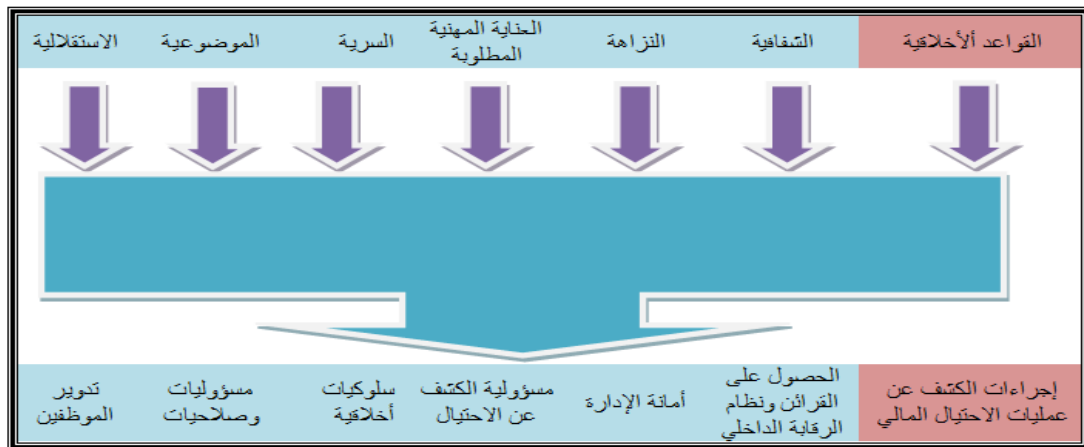 القواعد ألأخلاقية
الشفافية
النزاهة
العناية المهنية
المطلوبة
السرية
الموضوعية
الاستقلالية
إجراءات الكشف عن
عمليات الاحتيال المالي
الحصول على
القرائن ونظام
الرقابة الداخلي
أمانة الإدارة
مسؤولية الكشف
عن الاحتيال
سلوكيات
أخلاقية
مسؤوليات
وصلاحيات
تدوير
الموظفين